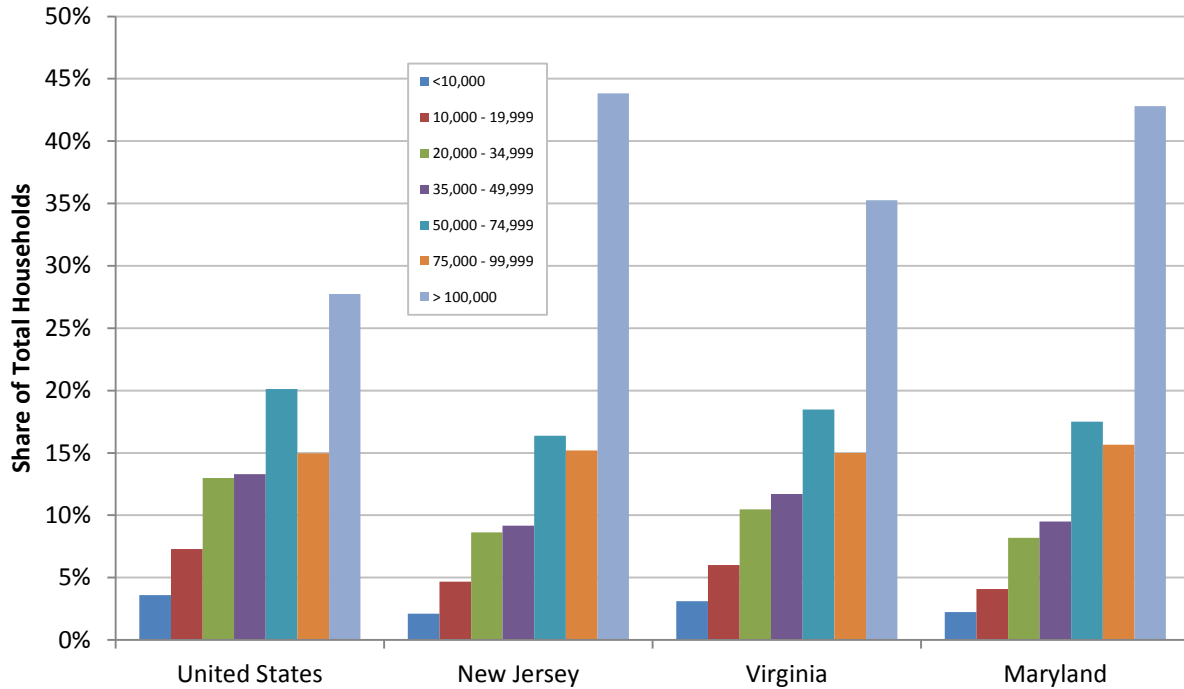 50%
45%
40%
35%
30%
25%
20%
15%
10%
5%
0%
Share of Total Households
<10,000
10,000 - 19,999
20,000 - 34,999
35,000 - 49,999
50,000 - 74,999
75,000 - 99,999
> 100,000
United States
New Jersey
Virginia
Maryland